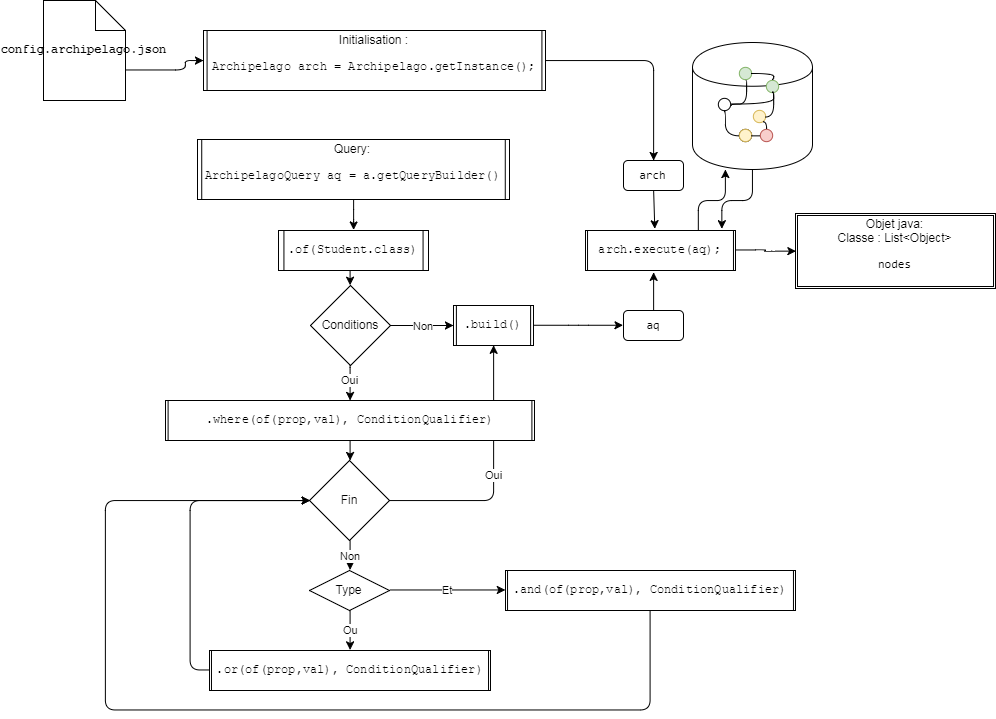 config.archipelago.json
Initialisation :
Archipelago arch = Archipelago.getInstance();
Query:
ArchipelagoQuery aq = a.getQueryBuilder()
arch
.of(Student.class)
arch.execute(aq);
Objet java:
Classe : List<Object>
nodes
Conditions
Non
.build()
aq
Oui
.where(of(prop,val), ConditionQualifier)
Oui
Fin
Non
Type
Et
.and(of(prop,val), ConditionQualifier)
Ou
.or(of(prop,val), ConditionQualifier)